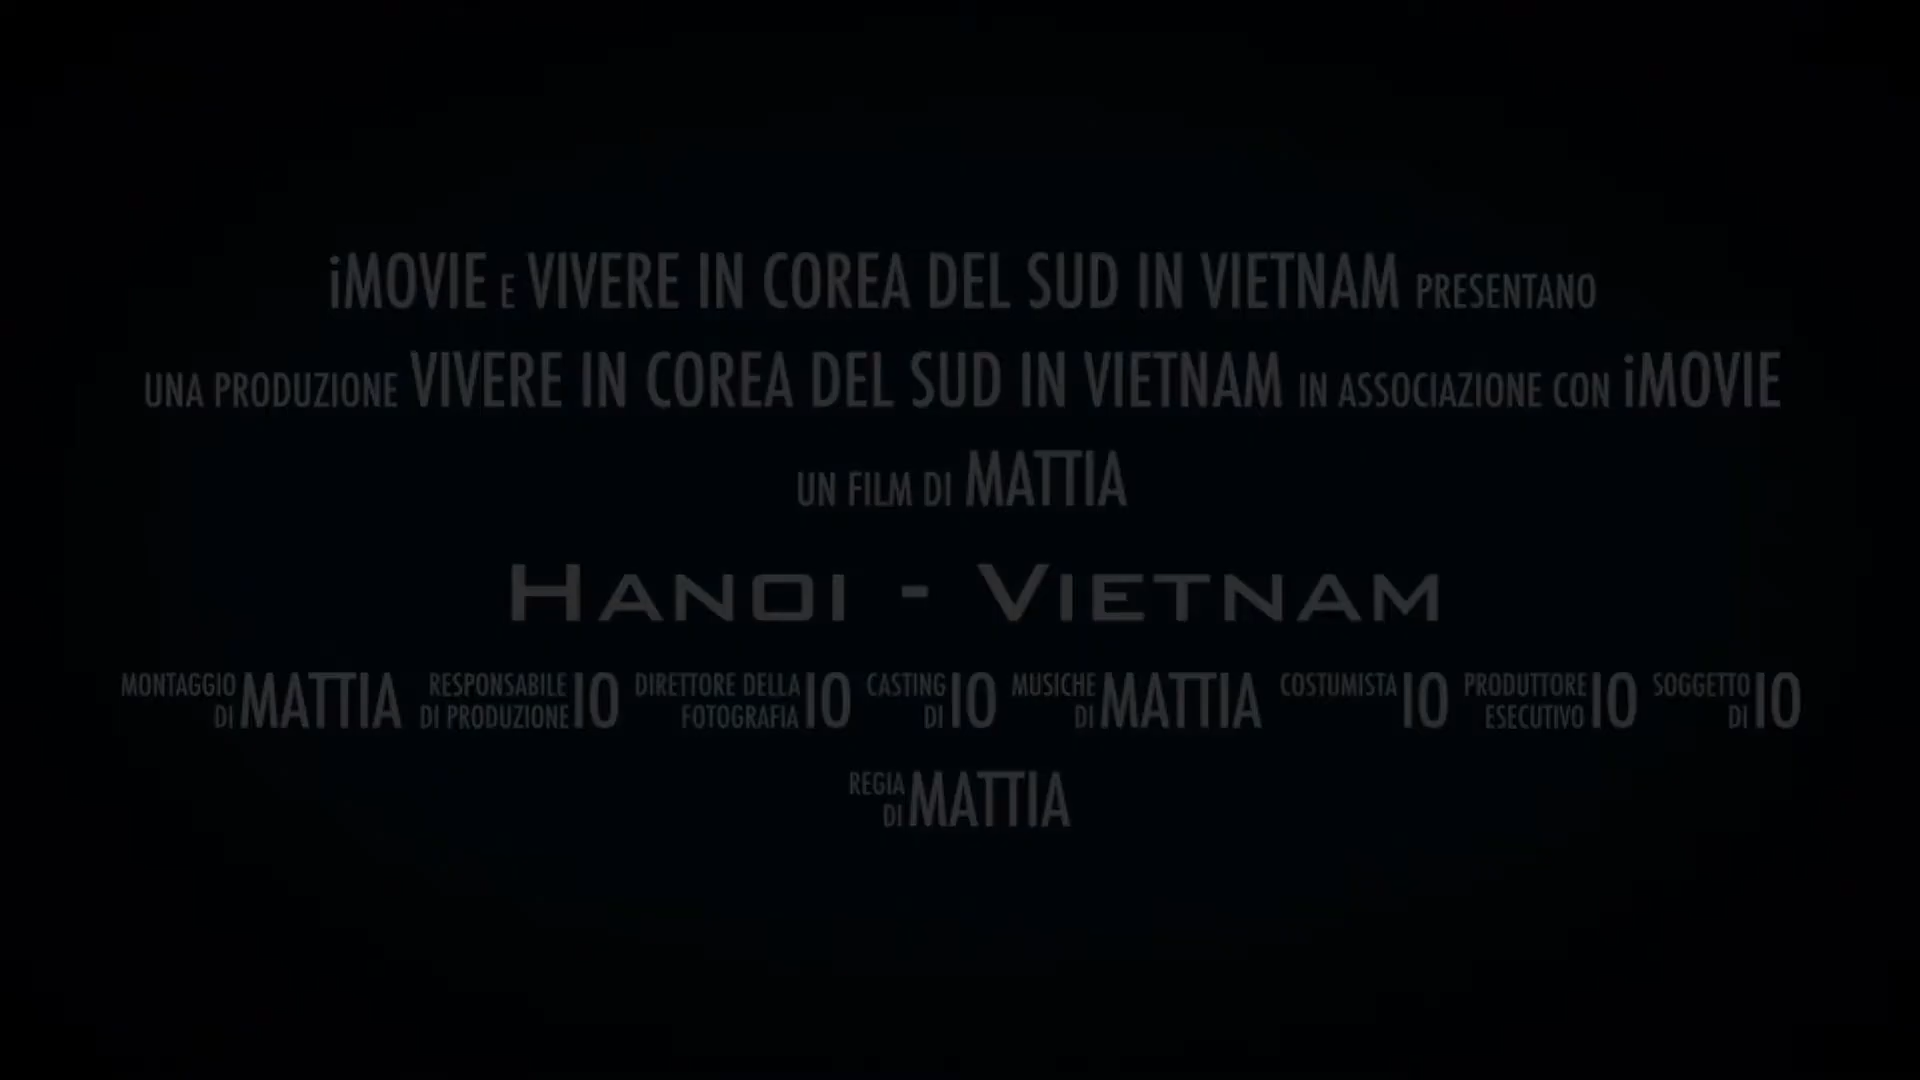 iMOVIE E VIVERE IN COREA DEL SUD IN VIETNAM PRESENTANO
UNA PRODUZIONE VIVERE IN COREA DEL SUD IN VIETNAM IN ASSOCIAZIONE CON iMOVIE
UN FILM DI MATTIA
HANOI - VIETNAM
MONTAGGIO DI MATTIA RESPONSABILE DI PRODUZIONE IO DIRETTORE DELLA FOTOGRAFIA IO CASTING DI IO MUSICHE DI MATTIA COSTUMISTA IO PRODUTTORE ESECUTIVO IO SOGGETTO DI IO
REGIA DI MATTIA